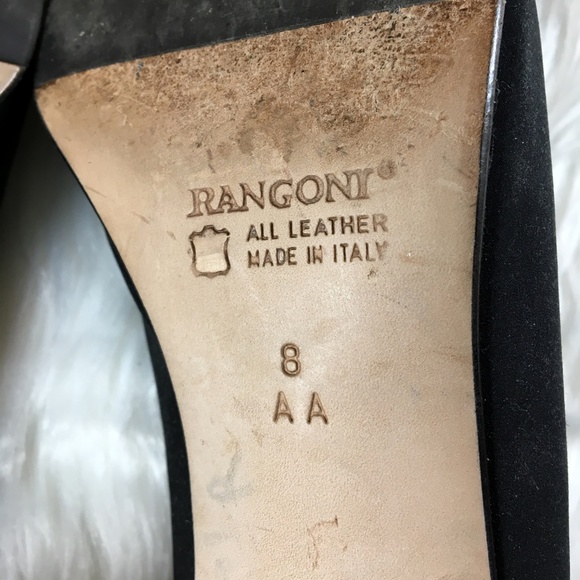 RANGONI®
ALL LEATHER
MADE IN ITALY
8
AA